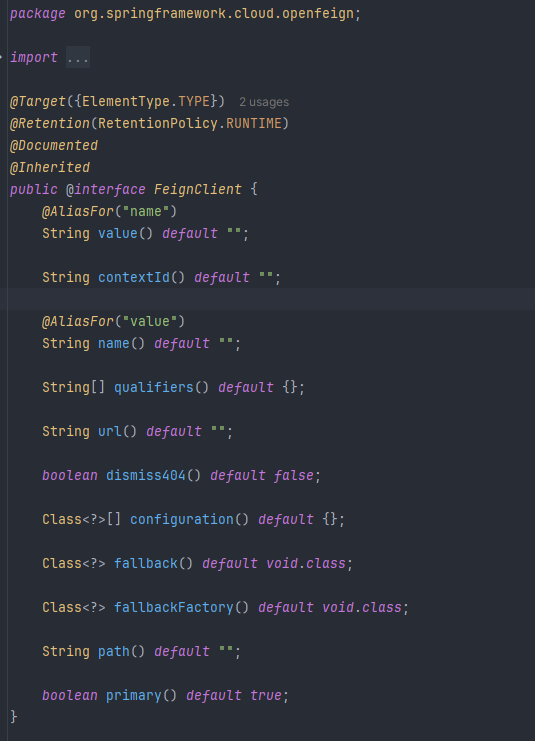 package org.springframework.cloud.openfeign;
import ...
@Target({ElementType.TYPE}) 2 usages
@Retention(RetentionPolicy.RUNTIME)
@Documented
@Inherited
public @interface FeignClient {
    @AliasFor("name")
    String value() default "";
    String contextId() default "";
    @AliasFor("value")
    String name() default "";
    String[] qualifiers() default {};
    String url() default "";
    boolean dismiss404() default false;
    Class<?>[] configuration() default {};
    Class<?> fallback() default void.class;
    Class<?> fallbackFactory() default void.class;
    String path() default "";
    boolean primary() default true;
}